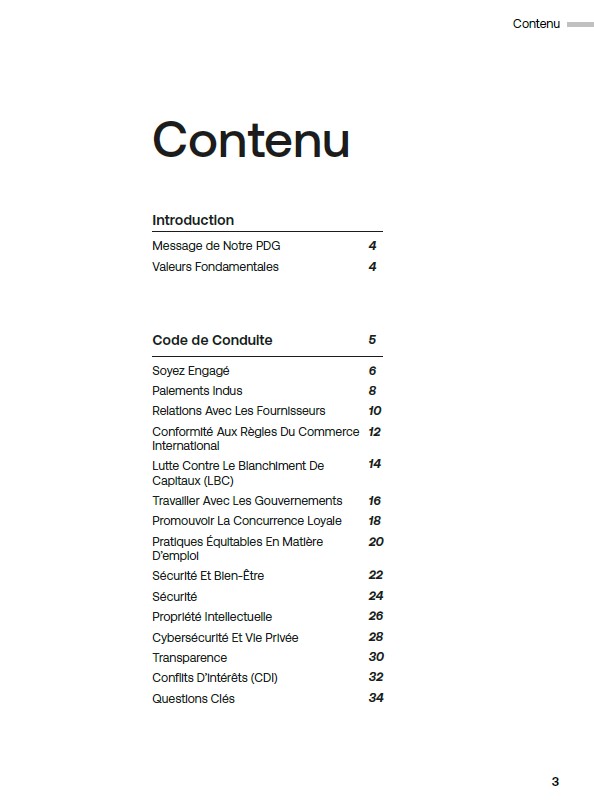 Contenu
Contenu
Introduction
Message de Notre PDG 4
Valeurs Fondamentales 4
Code de Conduite 5
Soyez Engagé 6
Paiements Indus 8
Relations Avec Les Fournisseurs 10
Conformité Aux Règles Du Commerce 12
International
Lutte Contre Le Blanchiment De 14
Capitaux (LBC)
Travailler Avec Les Gouvernements 16
Promouvoir La Concurrence Loyale 18
Pratiques Équitables En Matière 20
D'emploi
Sécurité Et Bien-Être 22
Sécurité 24
Propriété Intellectuelle 26
Cybersécurité Et Vie Privée 28
Transparence 30
Conflits D'intérêts (CDI) 32
Questions Clés 34
3